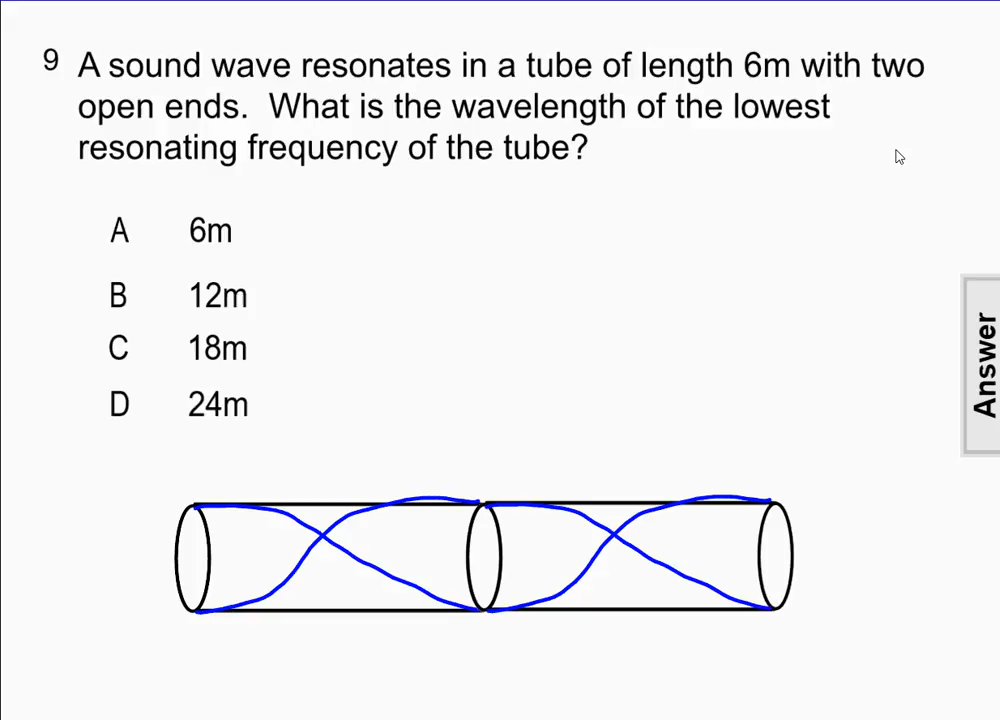 9 A sound wave resonates in a tube of length 6m with two
open ends. What is the wavelength of the lowest
resonating frequency of the tube?
A 6m
B 12m
C 18m
D 24m
Answer